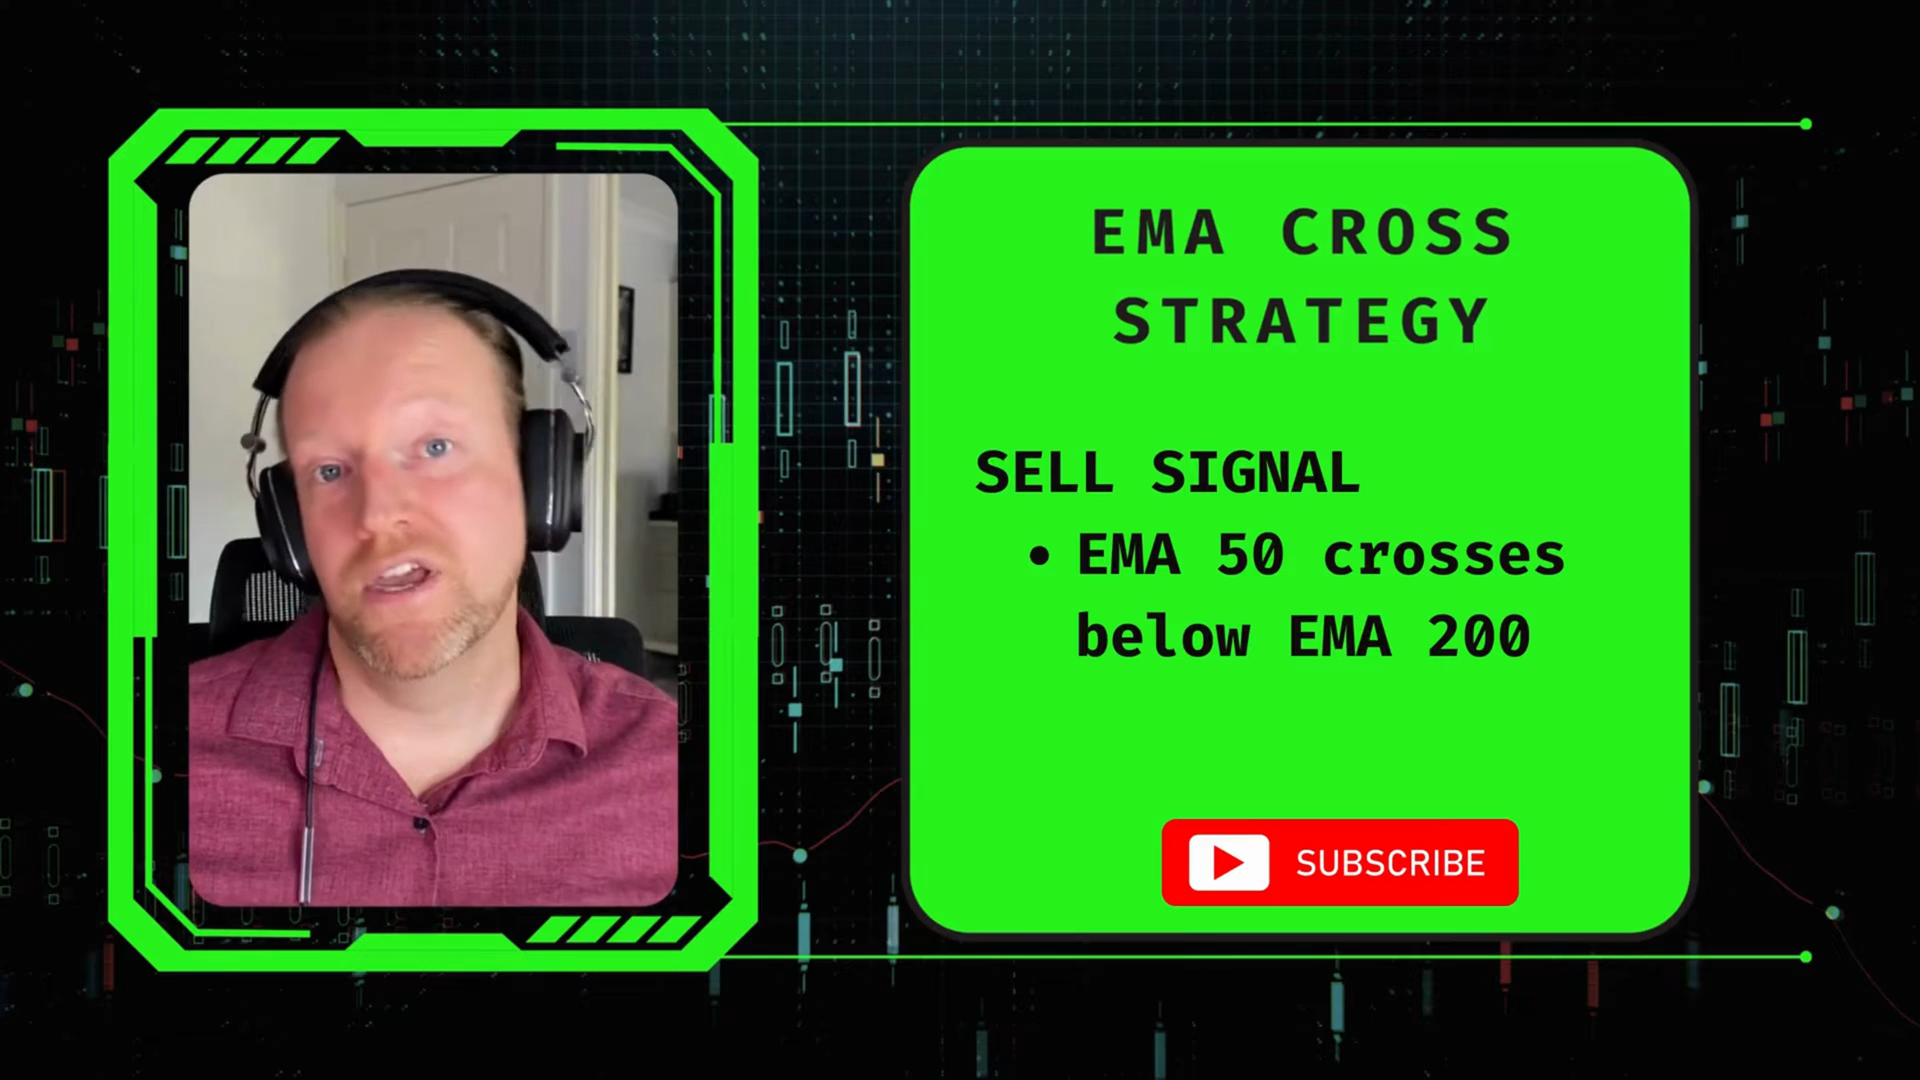 EMA CROSS
STRATEGY
SELL SIGNAL
• EMA 50 crosses
below EMA 200
SUBSCRIBE